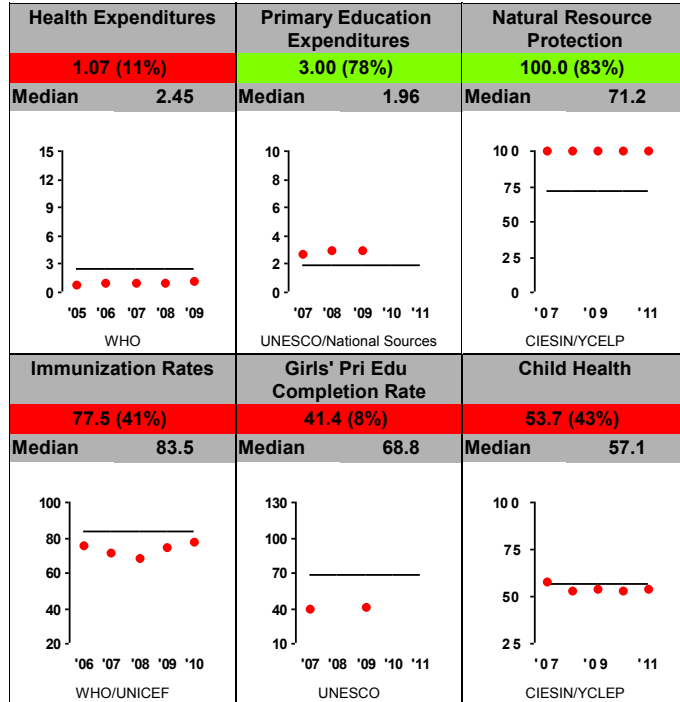 Health Expenditures
1.07 (11%)
Median 2.45
15
12
9
6
3
0
'05 '06 '07 '08 '09
WHO
Primary Education
Expenditures
3.00 (78%)
Median 1.96
10
8
6
4
2
0
'07 '08 '09 '10 '11
UNESCO/National Sources
Natural Resource
Protection
100.0 (83%)
Median 71.2
100
75
50
25
0
'07 '09 '11
CIESIN/YCELP
Immunization Rates
77.5 (41%)
Median 83.5
100
80
60
40
20
'06 '07 '08 '09 '10
WHO/UNICEF
Girls' Pri Edu
Completion Rate
41.4 (8%)
Median 68.8
130
100
70
40
10
'07 '08 '09 '10 '11
UNESCO
Child Health
53.7 (43%)
Median 57.1
100
75
50
25
'07 '09 '11
CIESIN/YCLEP